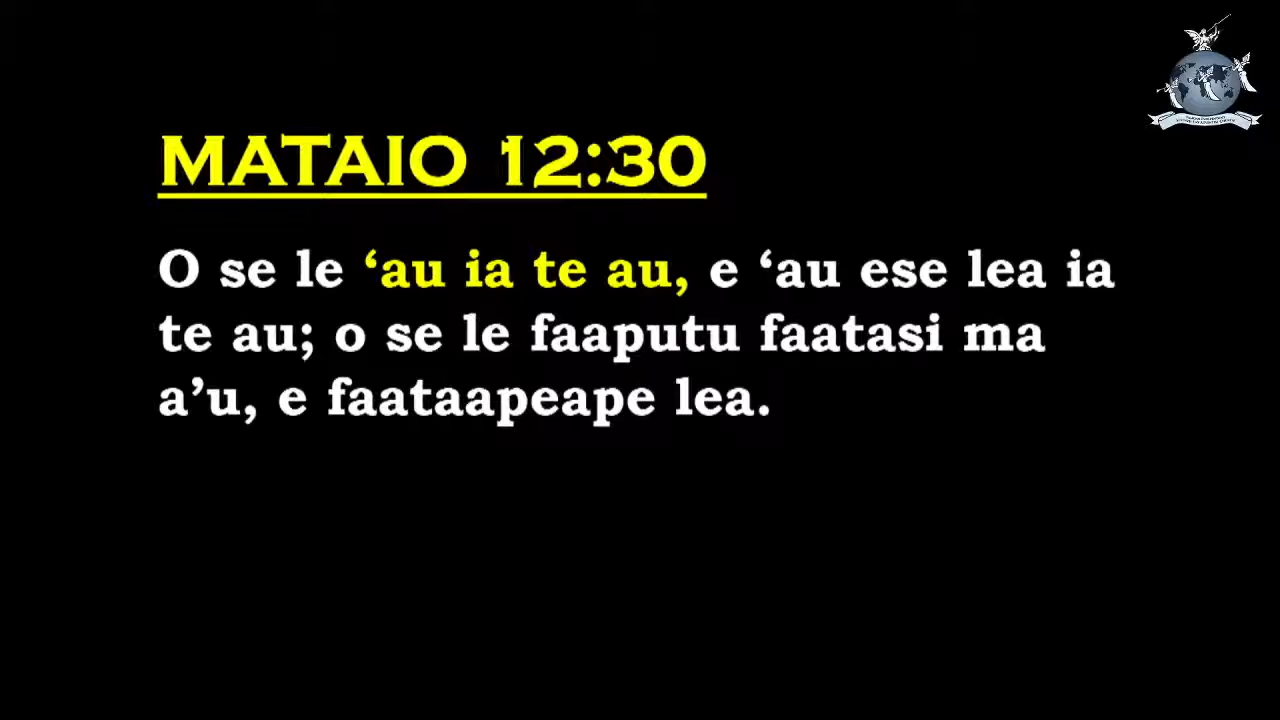 MATAIO 12:30
O se le ‘au ia te au, e ‘au ese lea ia
te au; o se le faaputu faatasi ma
a’u, e faataapeape lea.